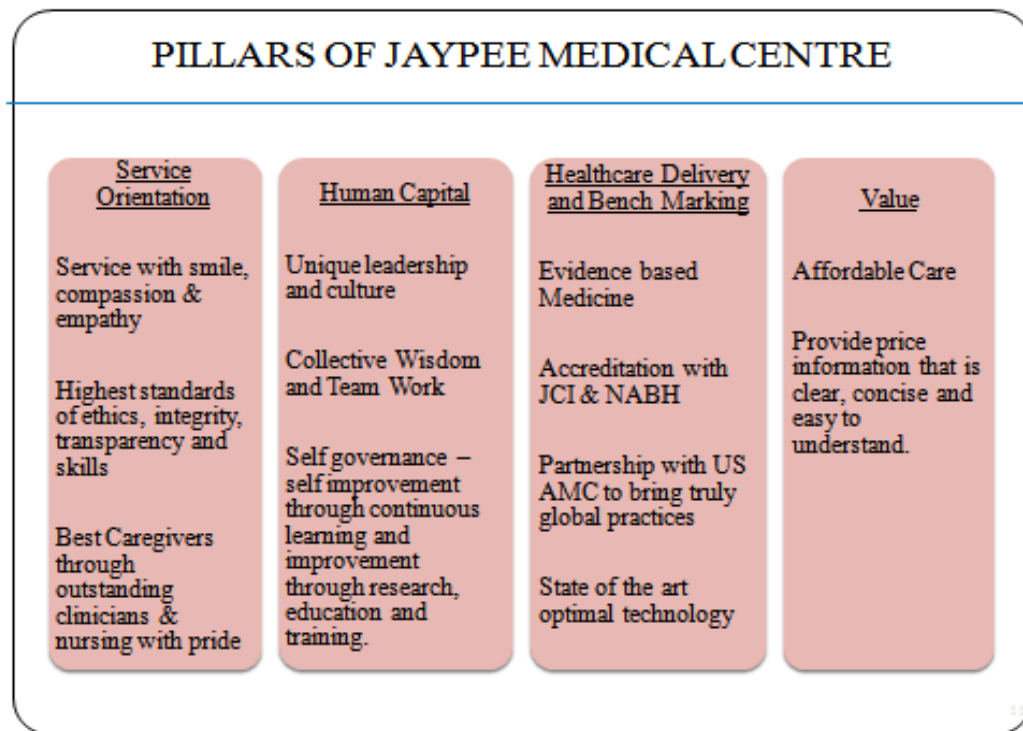 PILLARS OF JAYPEE MEDICAL CENTRE
Service
Orientation
Service with smile,
compassion &
empathy
Highest standards
of ethics, integrity,
transparency and
skills
Best Caregivers
through
outstanding
clinicians &
nursing with pride
Human Capital
Unique leadership
and culture
Collective Wisdom
and Team Work
Self governance –
self improvement
through continuous
learning and
improvement
through research,
education and
training.
Healthcare Delivery
and Bench Marking
Evidence based
Medicine
Accreditation with
JCI & NABH
Partnership with US
AMC to bring truly
global practices
State of the art
optimal technology
Value
Affordable Care
Provide price
information that is
clear, concise and
easy to
understand.